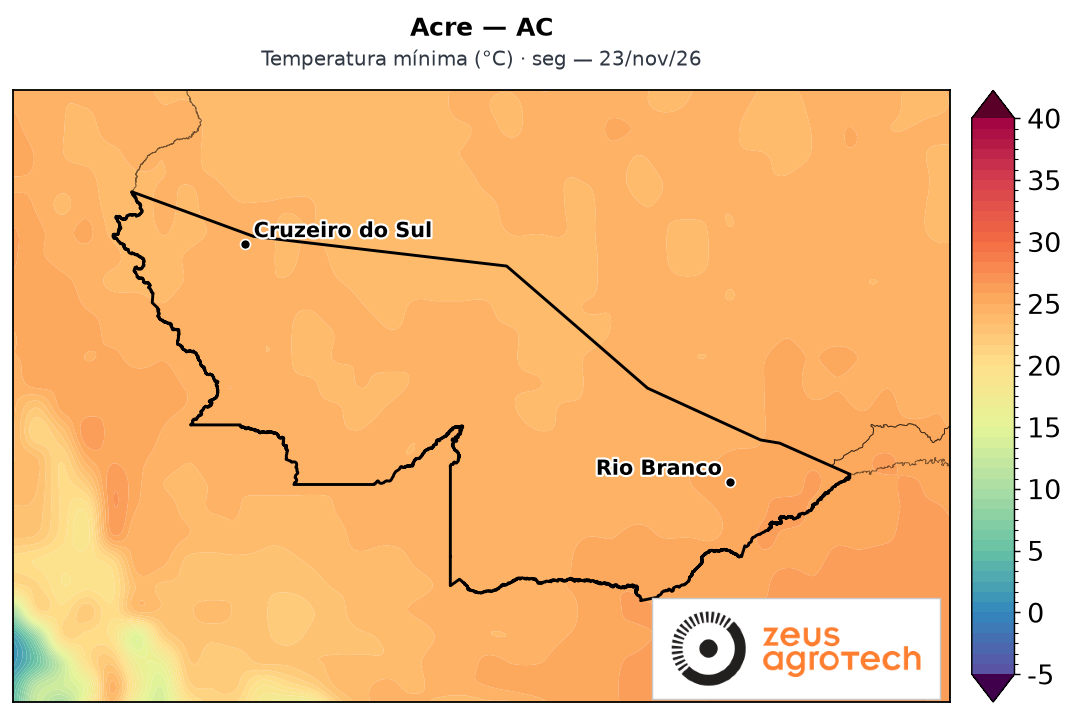 Acre — AC
Temperatura mínima (°C) · seg — 23/nov/26
Cruzeiro do Sul
Rio Branco
40
35
30
25
20
15
10
5
0
-5
zeus
agrotech